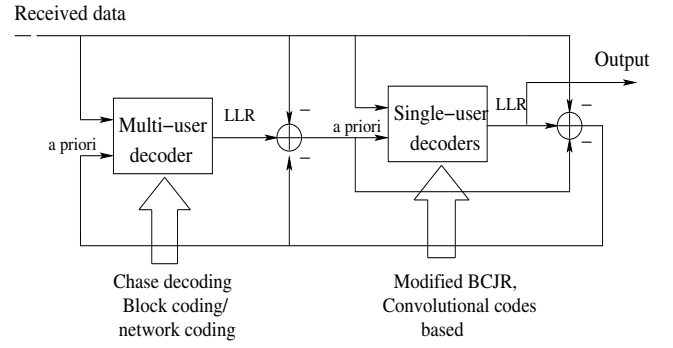 Received data
Output
LLR
LLR
Multi−user
decoder
a priori
Single−user
decoders
a priori
−
−
−
−
Chase decoding
Block coding/
network coding
Modified BCJR,
Convolutional codes
based